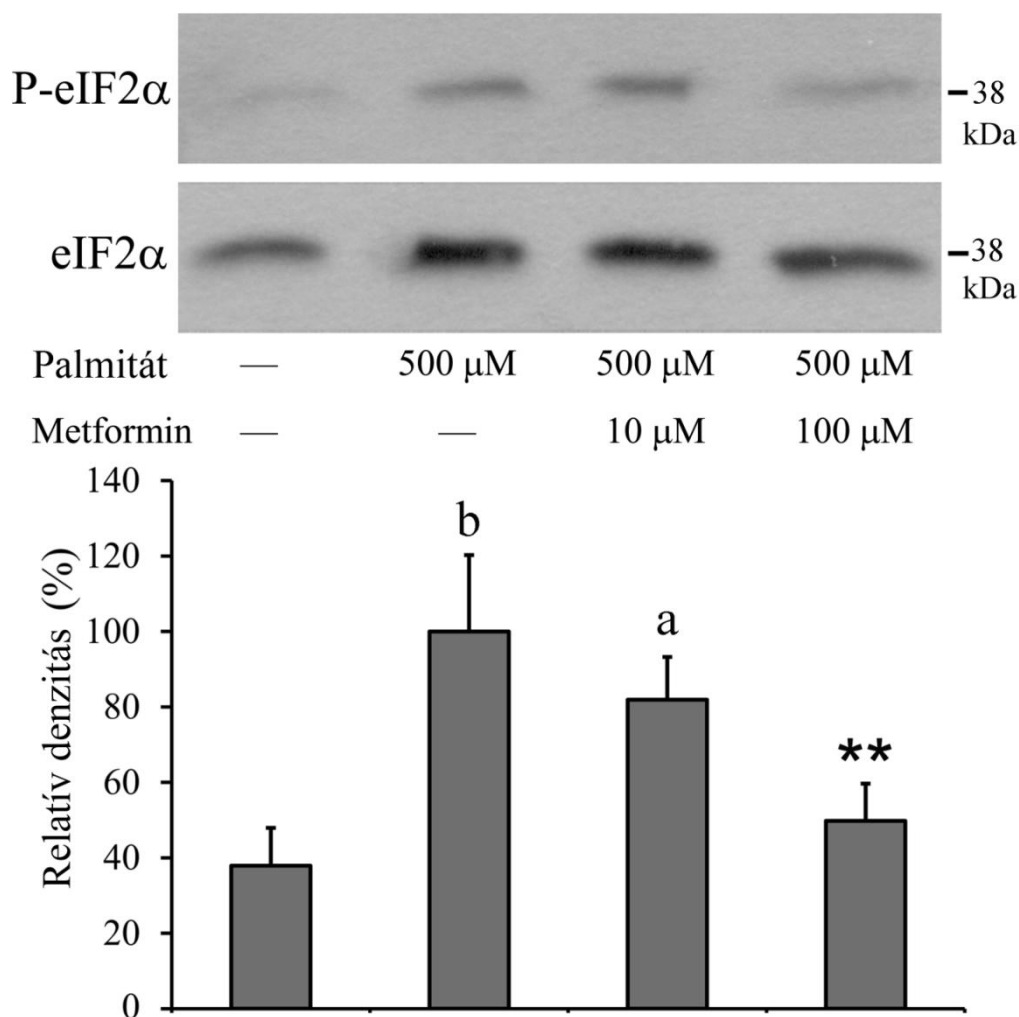 P-eIF2α
38
kDa
eIF2α
38
kDa
Palmitát — 500 μM 500 μM 500 μM
Metformin — — 10 μM 100 μM
Relatív denzitás (%)
140
120
100
80
60
40
20
0
b
a
**